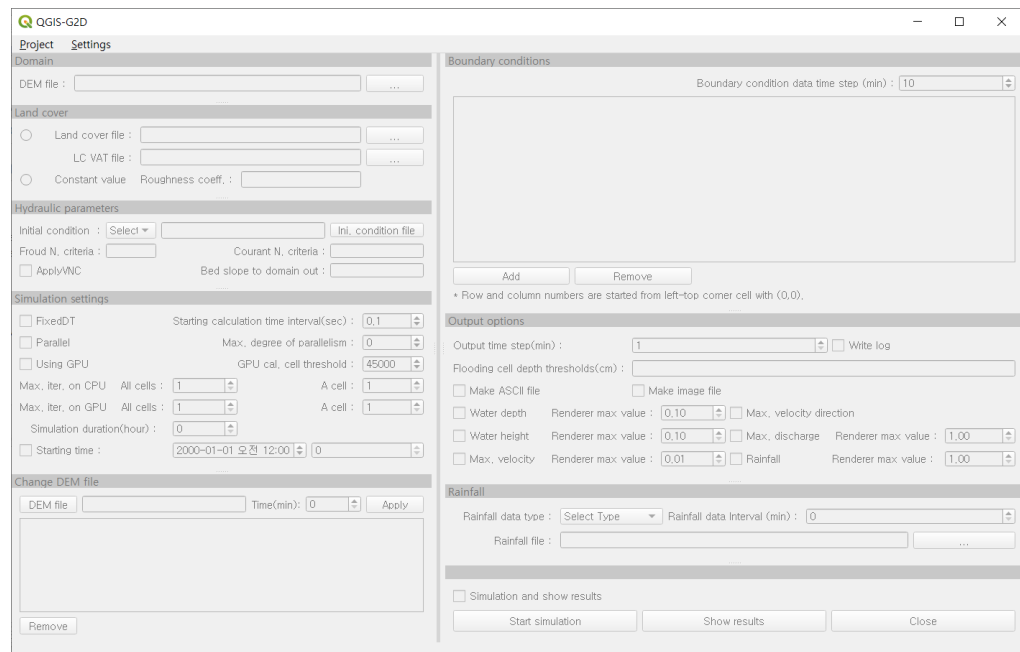 QGIS-G2D
Project Settings
Domain
DEM file : ...
Land cover
Land cover file : ...
LC VAT file : ...
Constant value Roughness coeff. :
Hydraulic parameters
Initial condition : Select Ini. condition file
Froud N. criteria : Courant N. criteria :
ApplyVNC Bed slope to domain out :
Simulation settings
FixedDT Starting calculation time interval(sec) : 0.1
Parallel Max. degree of parallelism : 0
Using GPU GPU cal. cell threshold : 45000
Max. iter. on CPU All cells : 1 A cell : 1
Max. iter. on GPU All cells : 1 A cell : 1
Simulation duration(hour) : 0
Starting time : 2000-01-01 오전 12:00 0
Change DEM file
DEM file Time(min): 0 Apply
Remove
Boundary conditions
Boundary condition data time step (min) : 10
Add Remove
* Row and column numbers are started from left-top corner cell with (0,0).
Output options
Output time step(min) : 1 Write log
Flooding cell depth thresholds(cm) :
Make ASCII file Make image file
Water depth Renderer max value : 0.10 Max. velocity direction
Water height Renderer max value : 0.10 Max. discharge Renderer max value : 1.00
Max. velocity Renderer max value : 0.01 Rainfall Renderer max value : 1.00
Rainfall
Rainfall data type : Select Type Rainfall data Interval (min) : 0
Rainfall file : ...
Simulation and show results
Start simulation Show results Close